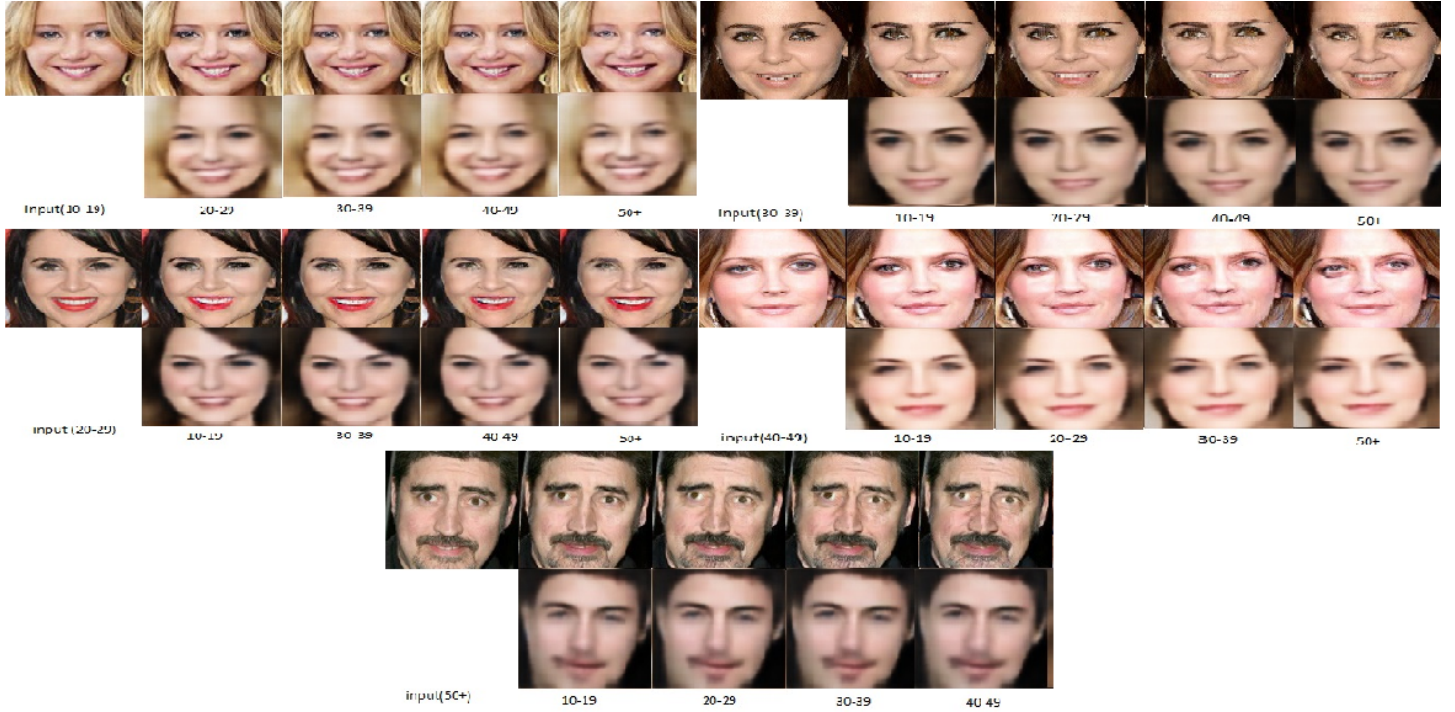 Input(10-19) 20-29 30-39 40-49 50+
Input(30-39) 10-19 20-29 40-49 50+
input (20-29) 10-19 30-39 40-49 50+
input(40-49) 10-19 20-29 30-39 50+
input(50+) 10-19 20-29 30-39 40-49